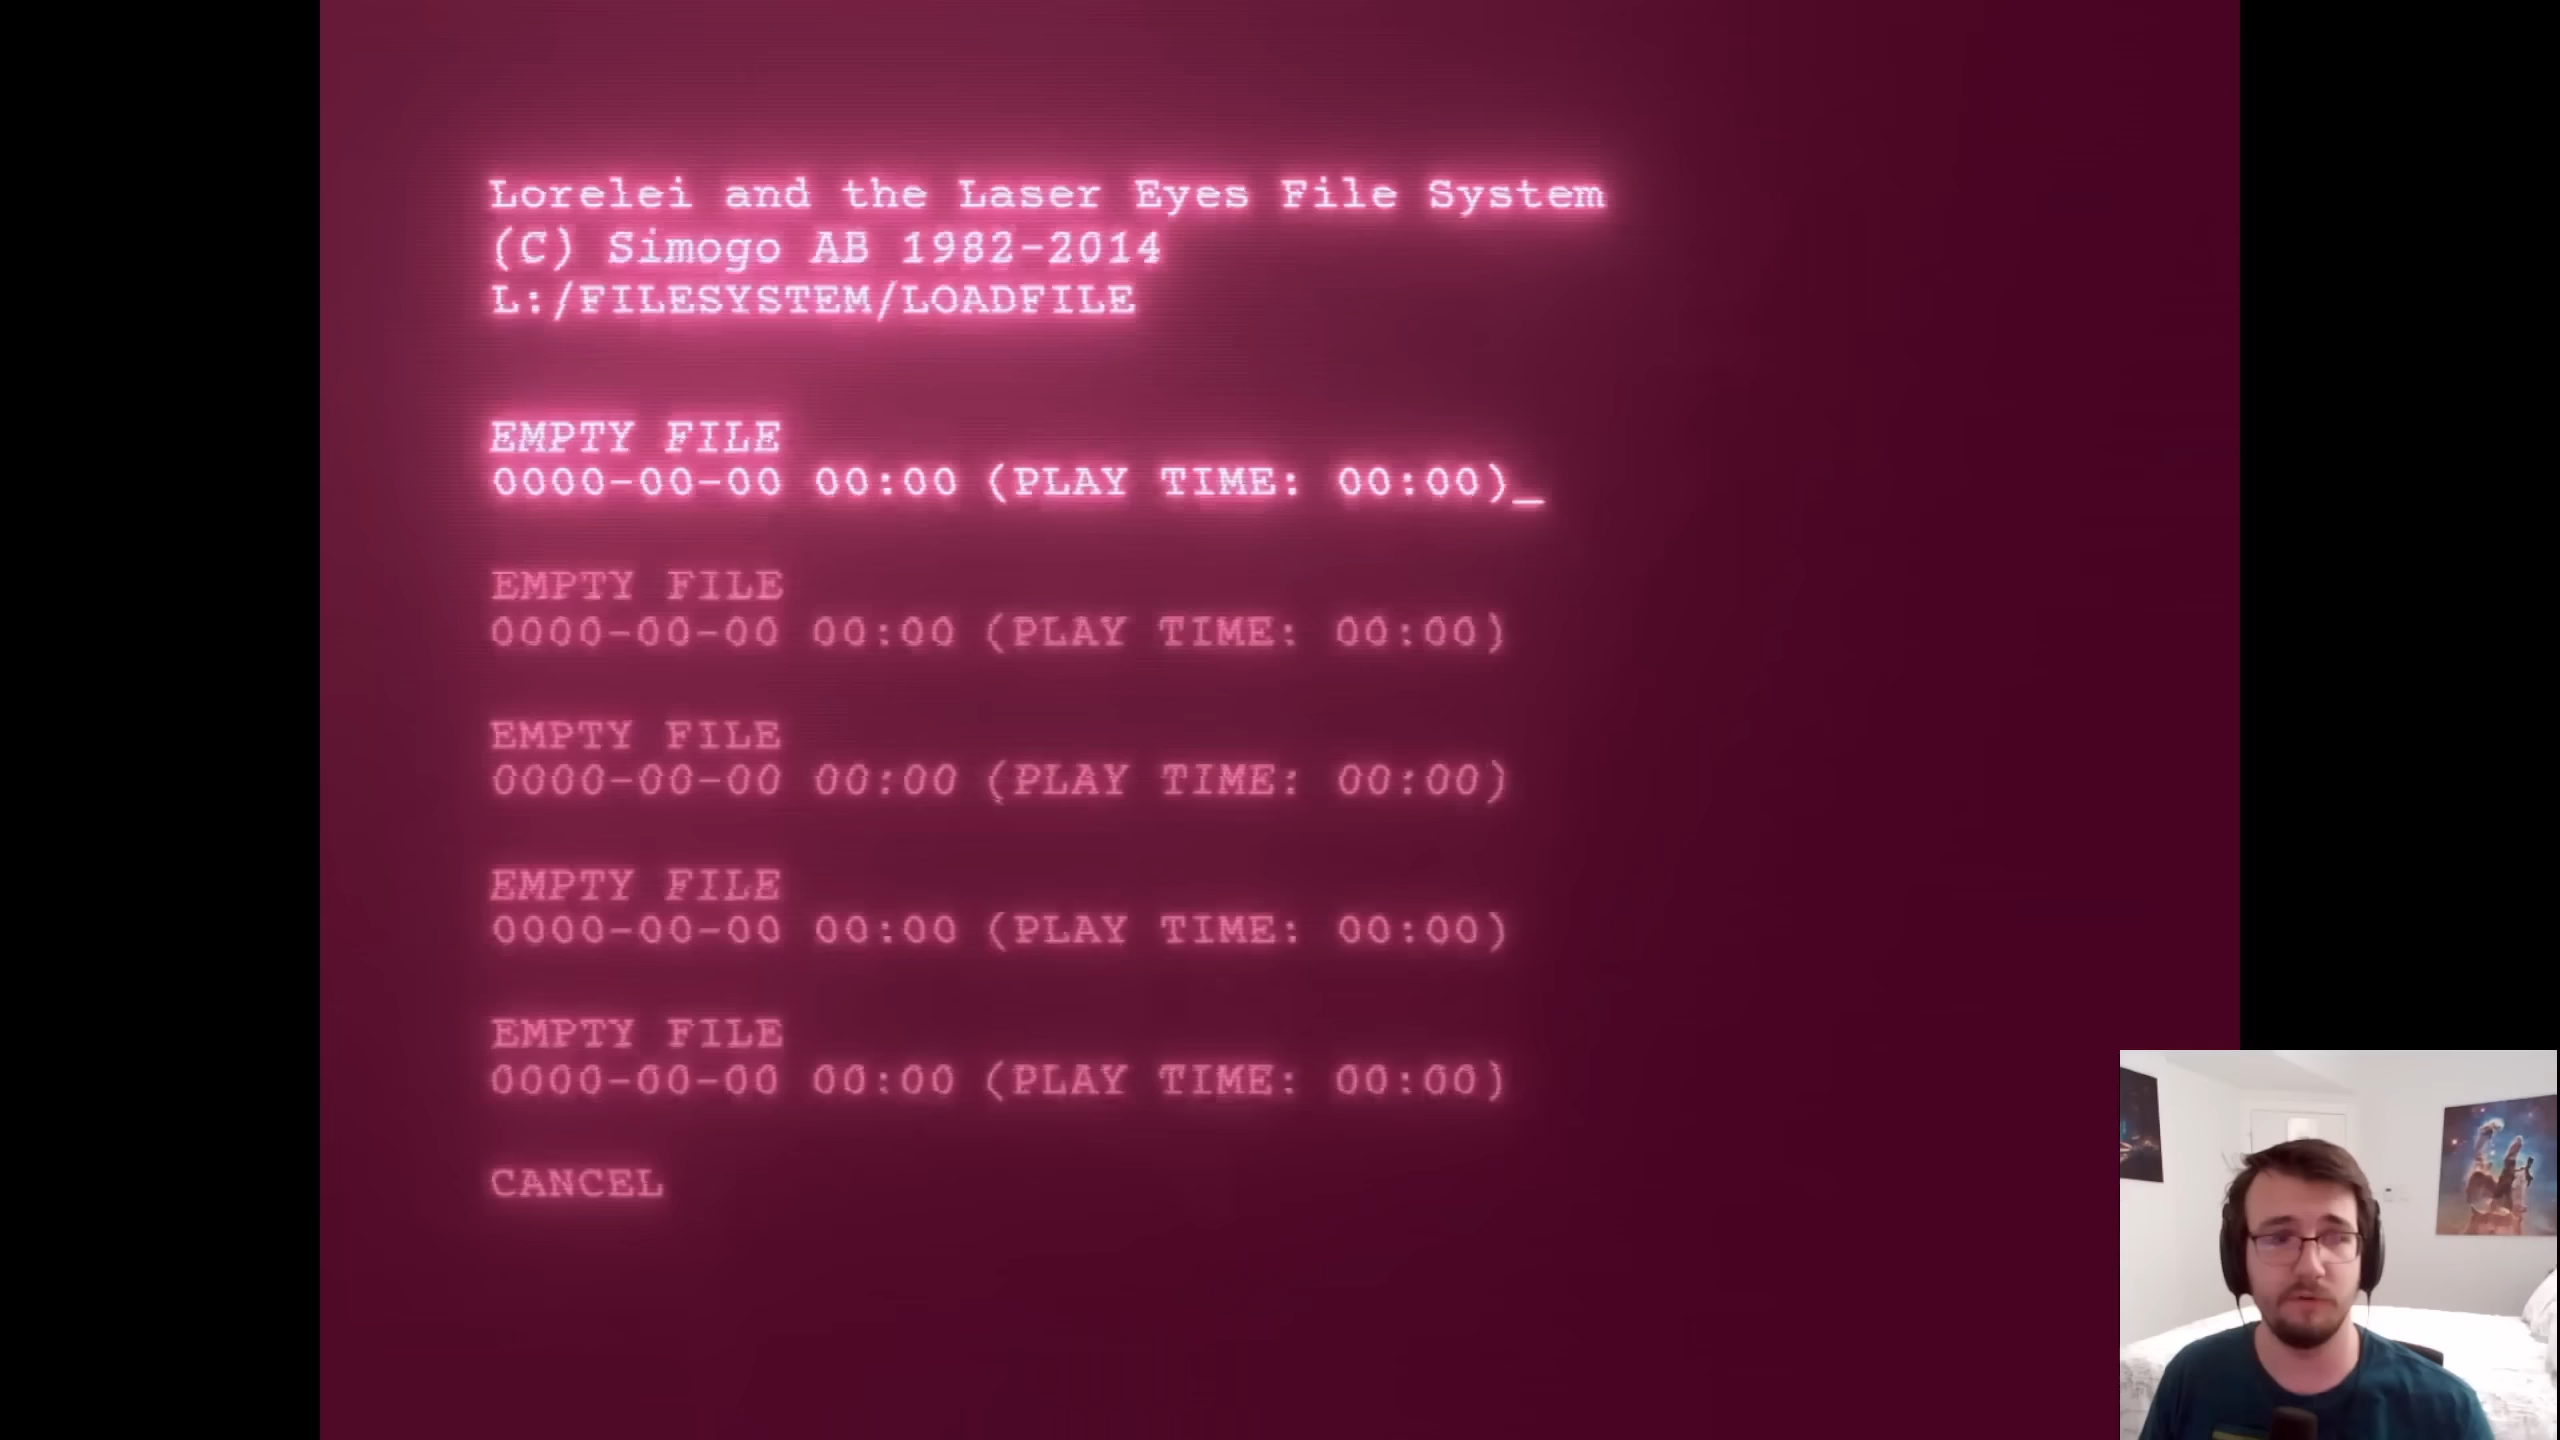 Lorelei and the Laser Eyes File System
(C) Simogo AB 1982-2014
L:/FILESYSTEM/LOADFILE
EMPTY FILE
0000-00-00 00:00 (PLAY TIME: 00:00)_
EMPTY FILE
0000-00-00 00:00 (PLAY TIME: 00:00)
EMPTY FILE
0000-00-00 00:00 (PLAY TIME: 00:00)
EMPTY FILE
0000-00-00 00:00 (PLAY TIME: 00:00)
EMPTY FILE
0000-00-00 00:00 (PLAY TIME: 00:00)
CANCEL